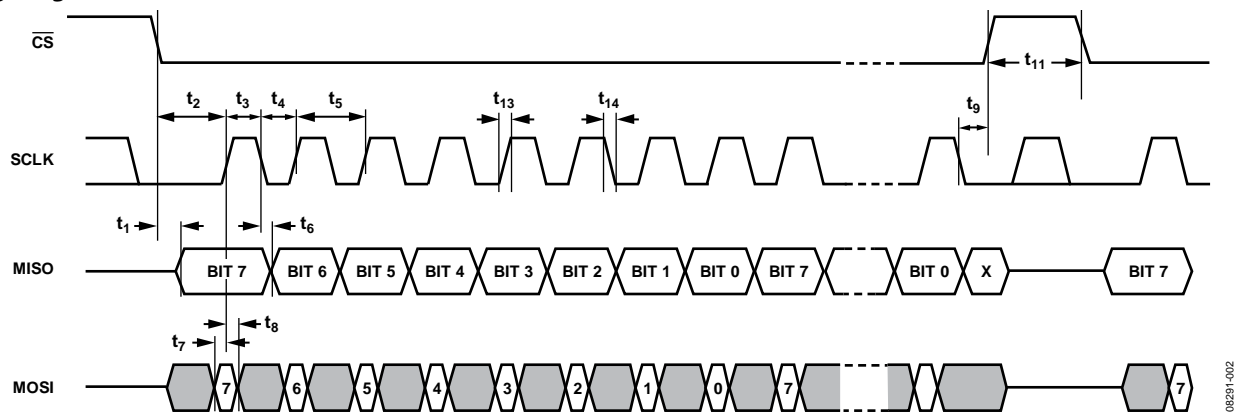 CS
t11
t2
t3
t4
t5
t13
t14
t9
SCLK
t1
t6
MISO
BIT 7
BIT 6
BIT 5
BIT 4
BIT 3
BIT 2
BIT 1
BIT 0
BIT 7
BIT 0
X
BIT 7
t7
t8
MOSI
7
6
5
4
3
2
1
0
7
7
08291-002